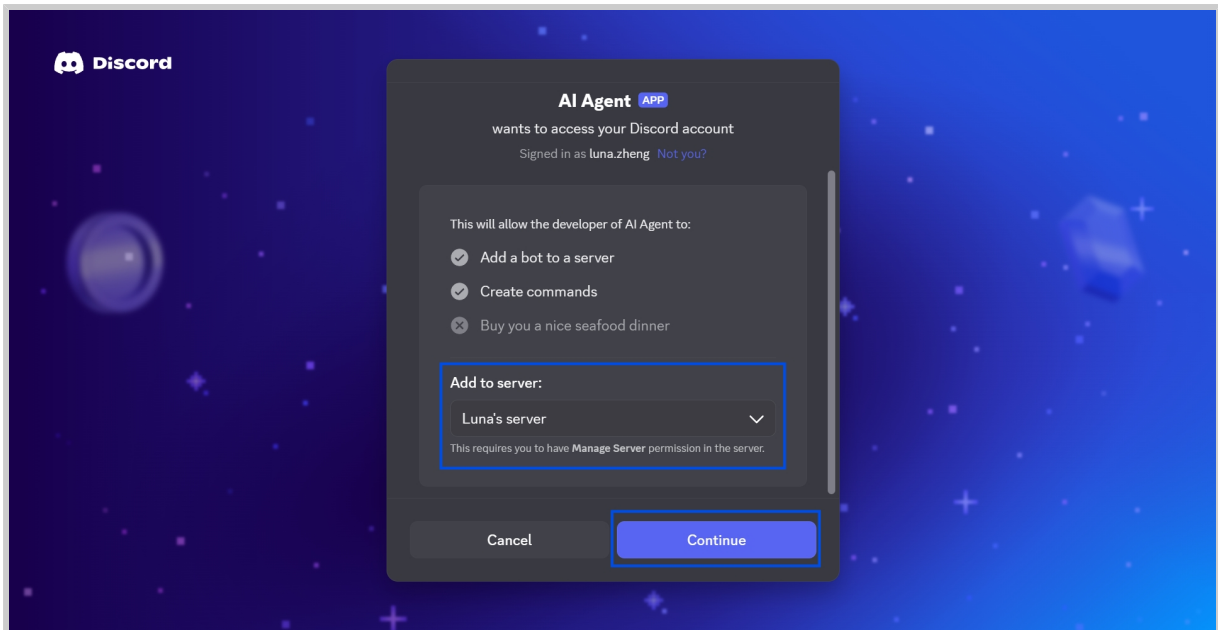 Discord
AI Agent APP
wants to access your Discord account
Signed in as luna.zheng Not you?
This will allow the developer of AI Agent to:
Add a bot to a server
Create commands
Buy you a nice seafood dinner
Add to server:
Luna's server
This requires you to have Manage Server permission in the server.
Cancel Continue